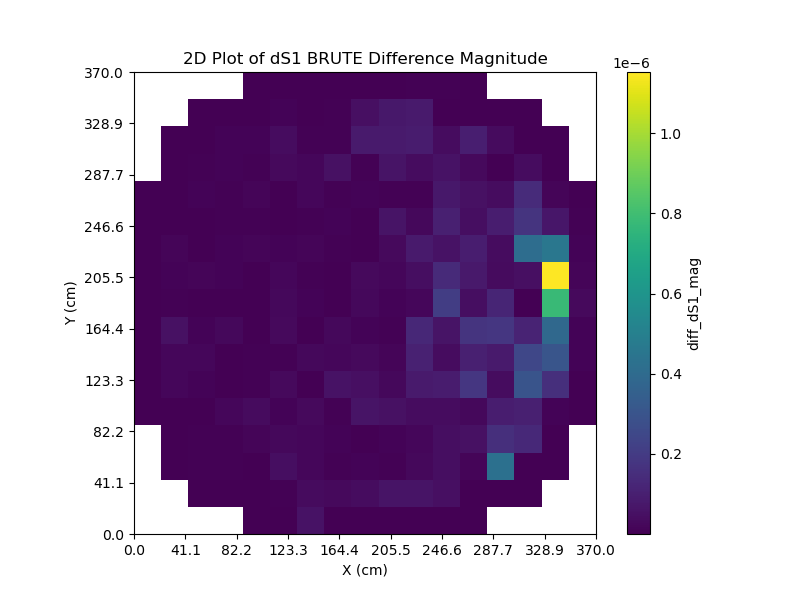 2D Plot of dS1 BRUTE Difference Magnitude
1e−6
370.0
328.9
287.7
246.6
205.5
164.4
123.3
82.2
41.1
0.0
Y (cm)
0.0 41.1 82.2 123.3 164.4 205.5 246.6 287.7 328.9 370.0
X (cm)
1.0
0.8
0.6
0.4
0.2
diff_dS1_mag